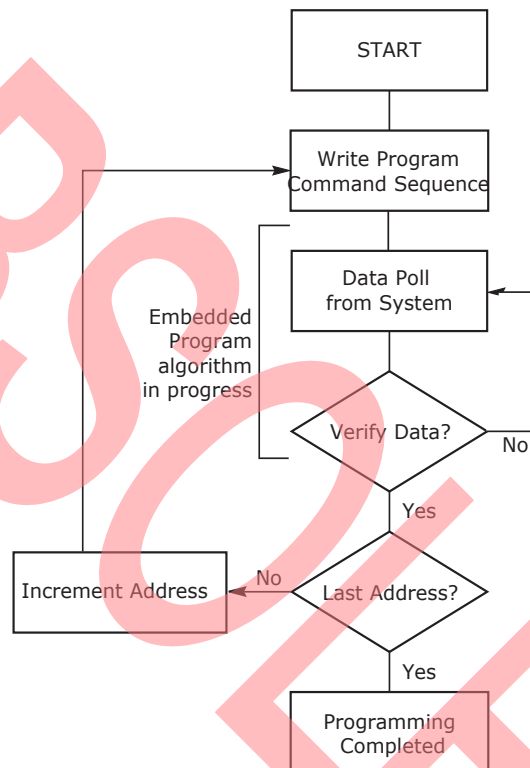 START
Write Program
Command Sequence
Data Poll
from System
Embedded
Program
algorithm
in progress
Verify Data?
No
Yes
Increment Address
No
Last Address?
Yes
Programming
Completed